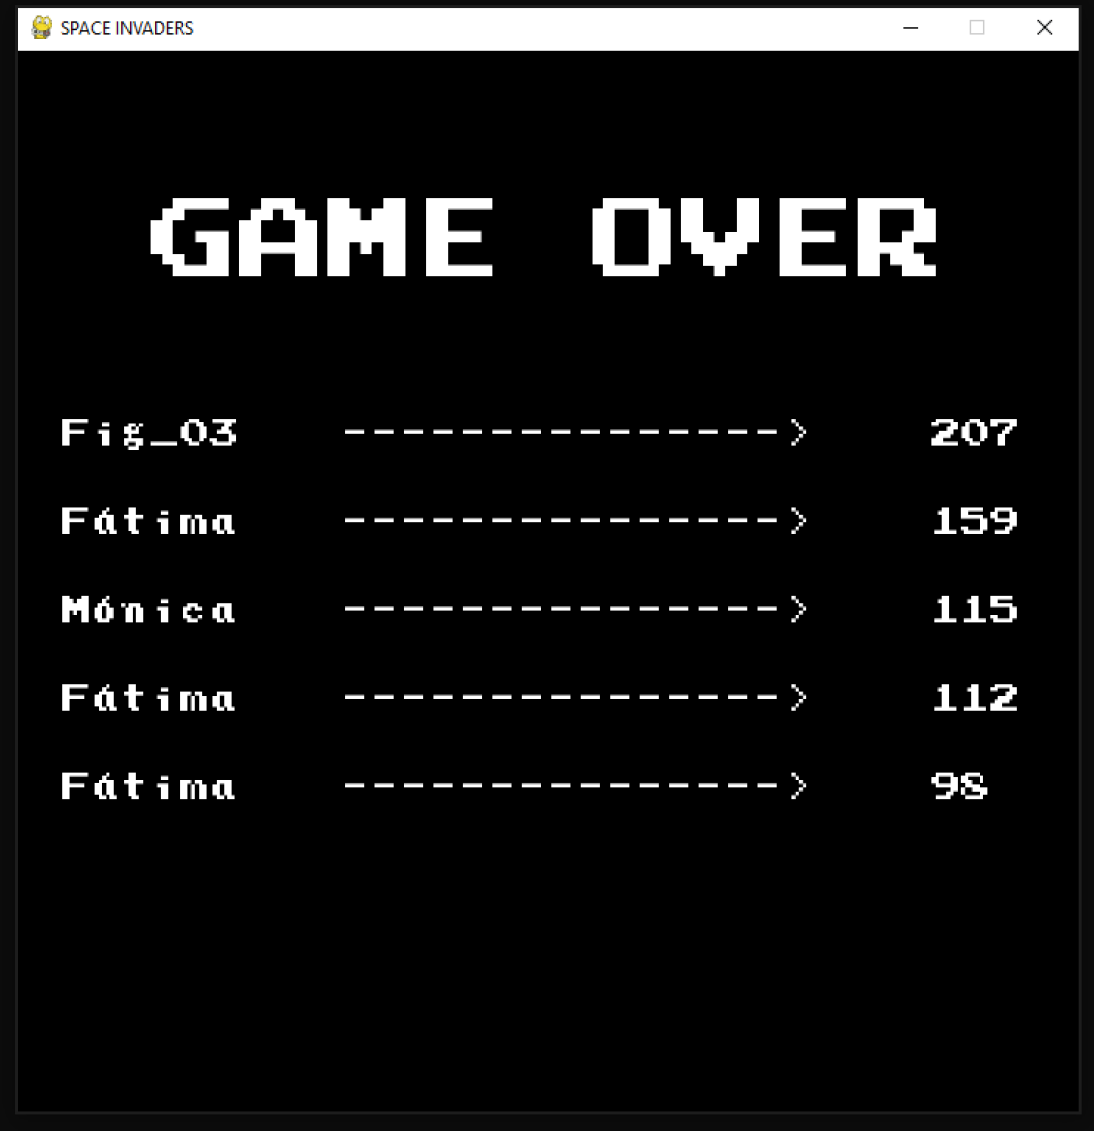 SPACE INVADERS
GAME OVER
Fig_03 ---------------> 207
Fátima ---------------> 159
Mónica ---------------> 115
Fátima ---------------> 112
Fátima ---------------> 98